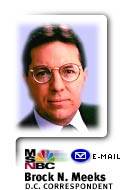 MSNBC E-MAIL
Brock N. Meeks
D.C. CORRESPONDENT